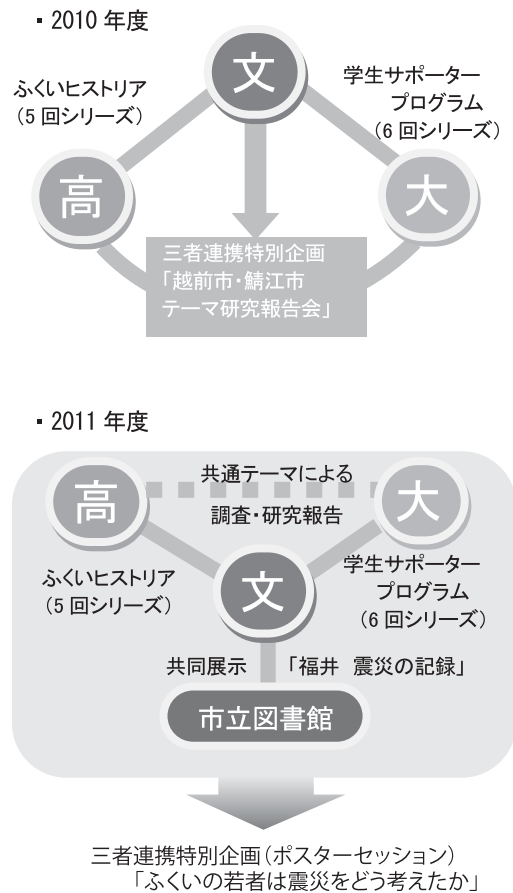 ▪ 2010 年度
文
ふくいヒストリア
(5 回シリーズ)
学生サポーター
プログラム
(6 回シリーズ)
高
大
三者連携特別企画
「越前市・鯖江市
テーマ研究報告会」
▪ 2011 年度
高
共通テーマによる
調査・研究報告
大
ふくいヒストリア
(5 回シリーズ)
文
学生サポーター
プログラム
(6 回シリーズ)
共同展示 「福井 震災の記録」
市立図書館
三者連携特別企画(ポスターセッション)
「ふくいの若者は震災をどう考えたか」